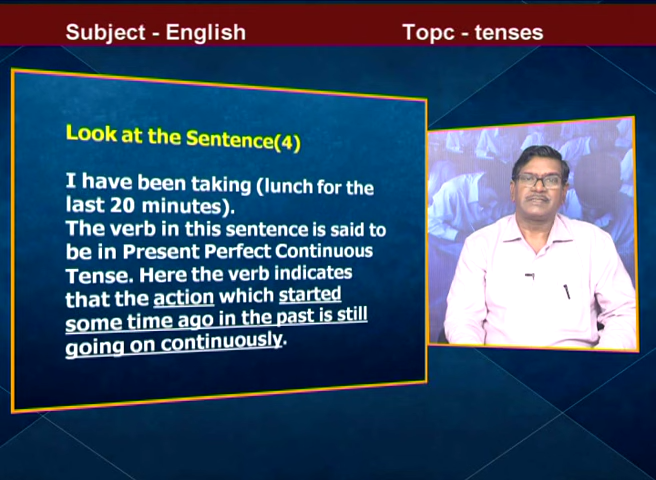 Subject - English
Topc - tenses
Look at the Sentence(4)
I have been taking (lunch for the
last 20 minutes).
The verb in this sentence is said to
be in Present Perfect Continuous
Tense. Here the verb indicates
that the action which started
some time ago in the past is still
going on continuously.